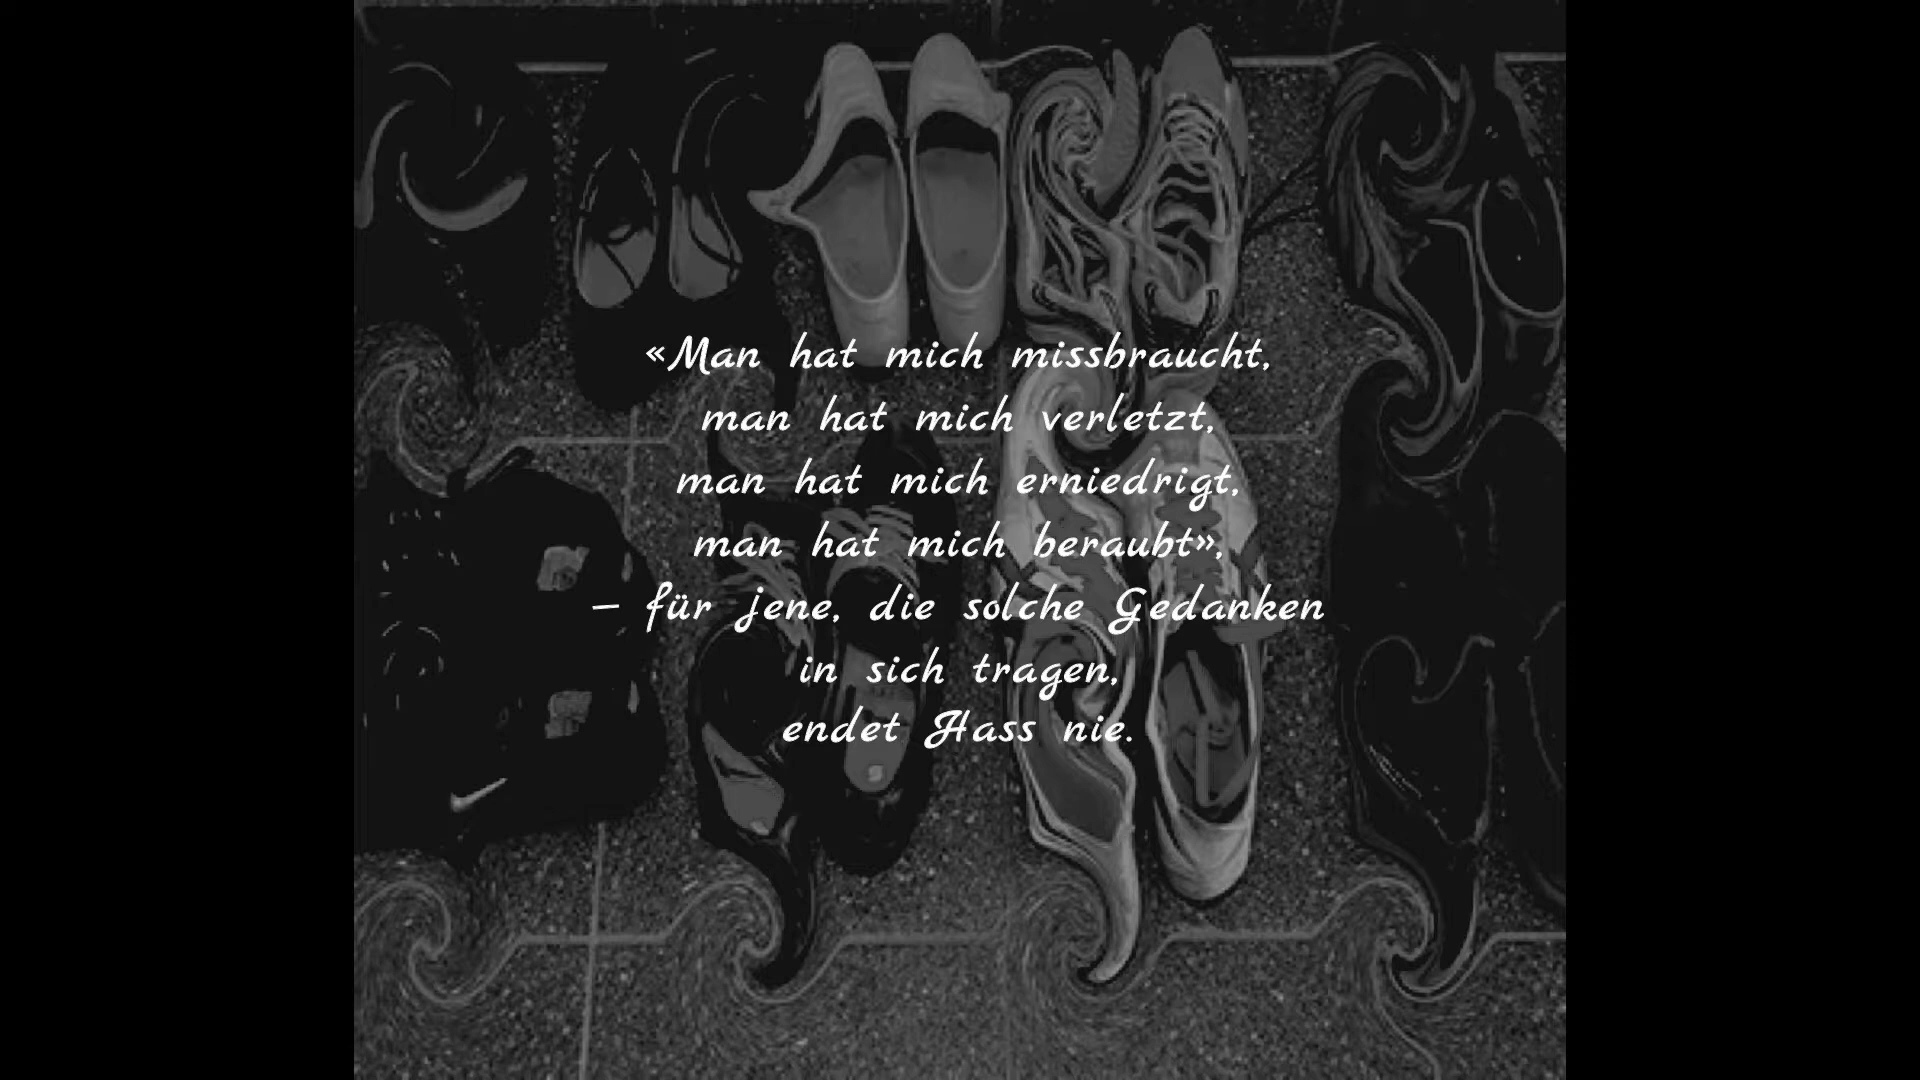 «Man hat mich missbraucht,
man hat mich verletzt,
man hat mich erniedrigt,
man hat mich beraubt»,
– für jene, die solche Gedanken
in sich tragen,
endet Hass nie.